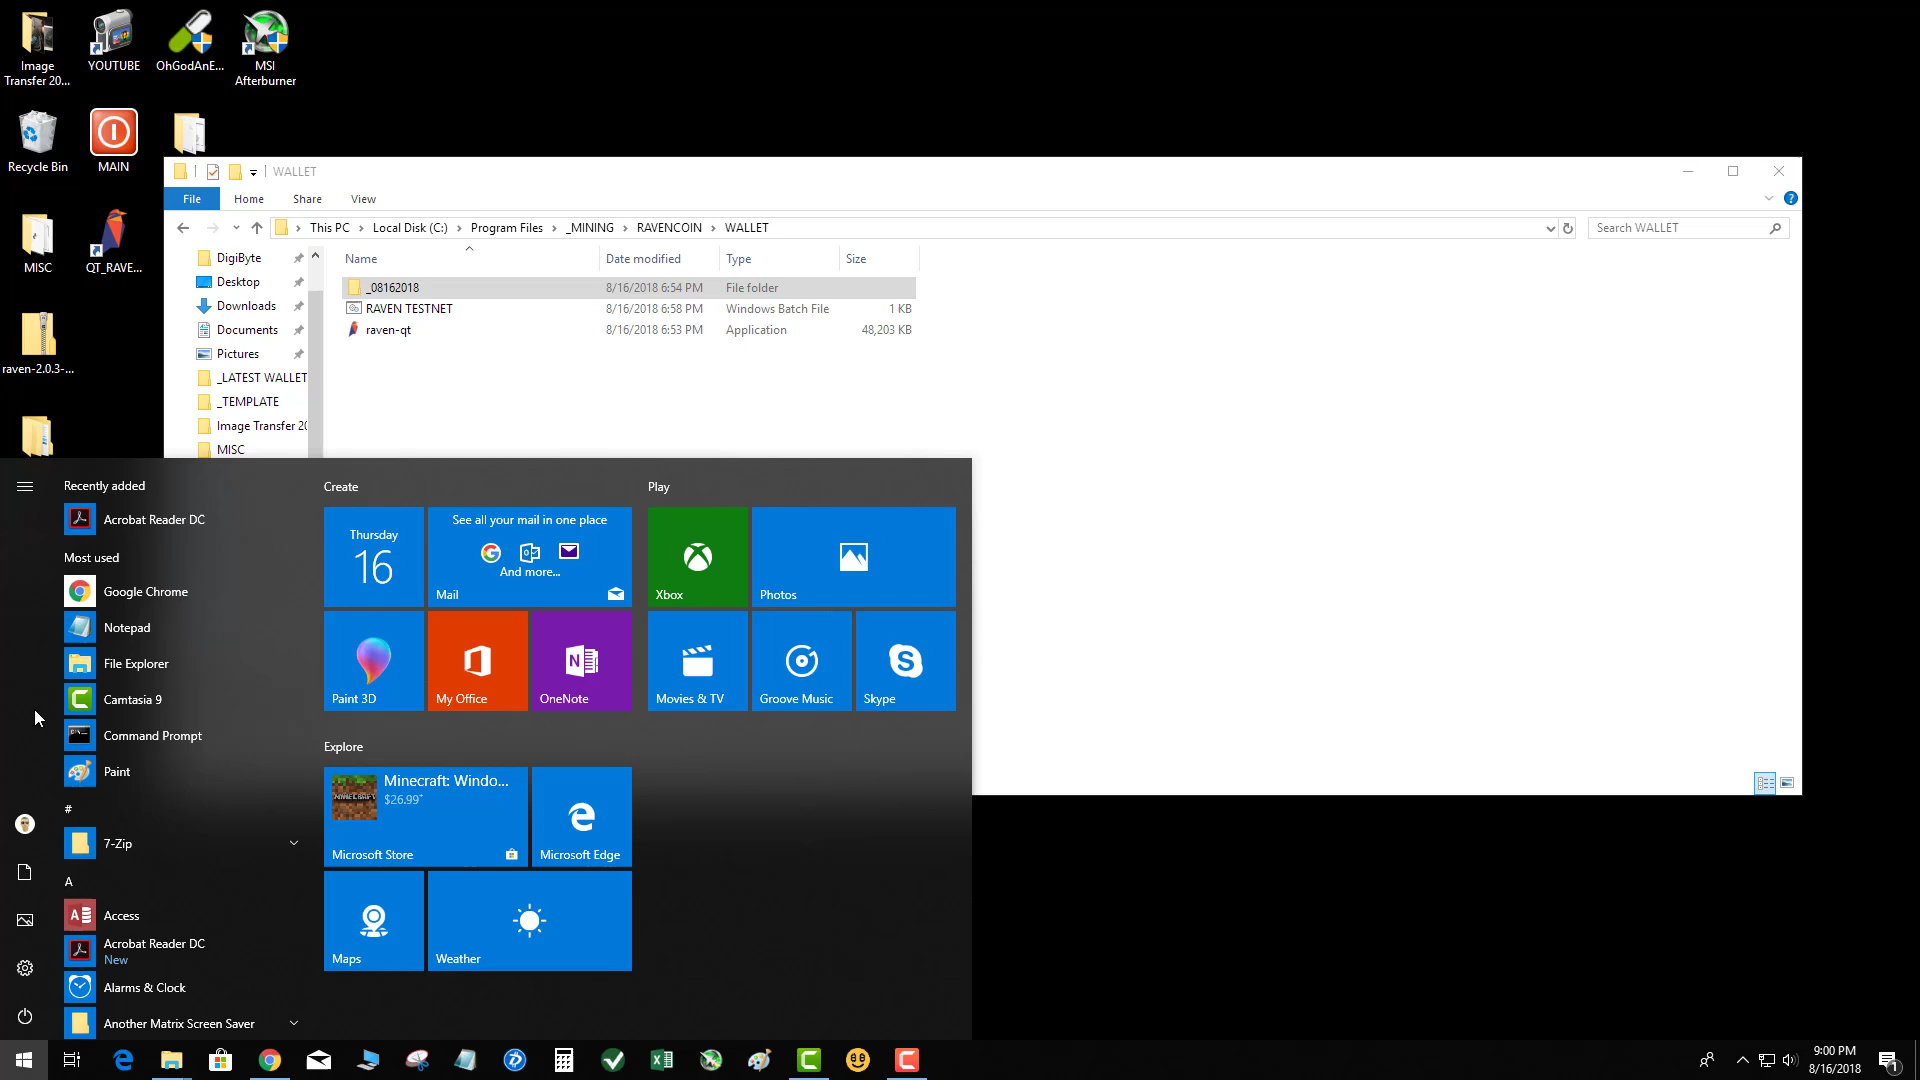 Image
Transfer 20...
YOUTUBE
OhGodAnE...
MSI
Afterburner
Recycle Bin
MAIN
MISC
QT_RAVE...
raven-2.0.3-...
WALLET
File
Home
Share
View
This PC
Local Disk (C:)
Program Files
_MINING
RAVENCOIN
WALLET
Search WALLET
DigiByte
Desktop
Downloads
Documents
Pictures
_LATEST WALLET
_TEMPLATE
Image Transfer 20
MISC
Name Date modified Type Size
_08162018 8/16/2018 6:54 PM File folder
RAVEN TESTNET 8/16/2018 6:58 PM Windows Batch File 1 KB
raven-qt 8/16/2018 6:53 PM Application 48,203 KB
Recently added
Acrobat Reader DC
Most used
Google Chrome
Notepad
File Explorer
Camtasia 9
Command Prompt
Paint
#
7-Zip
A
Access
Acrobat Reader DC
New
Alarms & Clock
Another Matrix Screen Saver
Create
Thursday
16
See all your mail in one place
And more...
Mail
Paint 3D
My Office
OneNote
Explore
Minecraft: Windo...
$26.99*
Microsoft Store
Microsoft Edge
Maps
Weather
Play
Xbox
Photos
Movies & TV
Groove Music
Skype
9:00 PM
8/16/2018
1